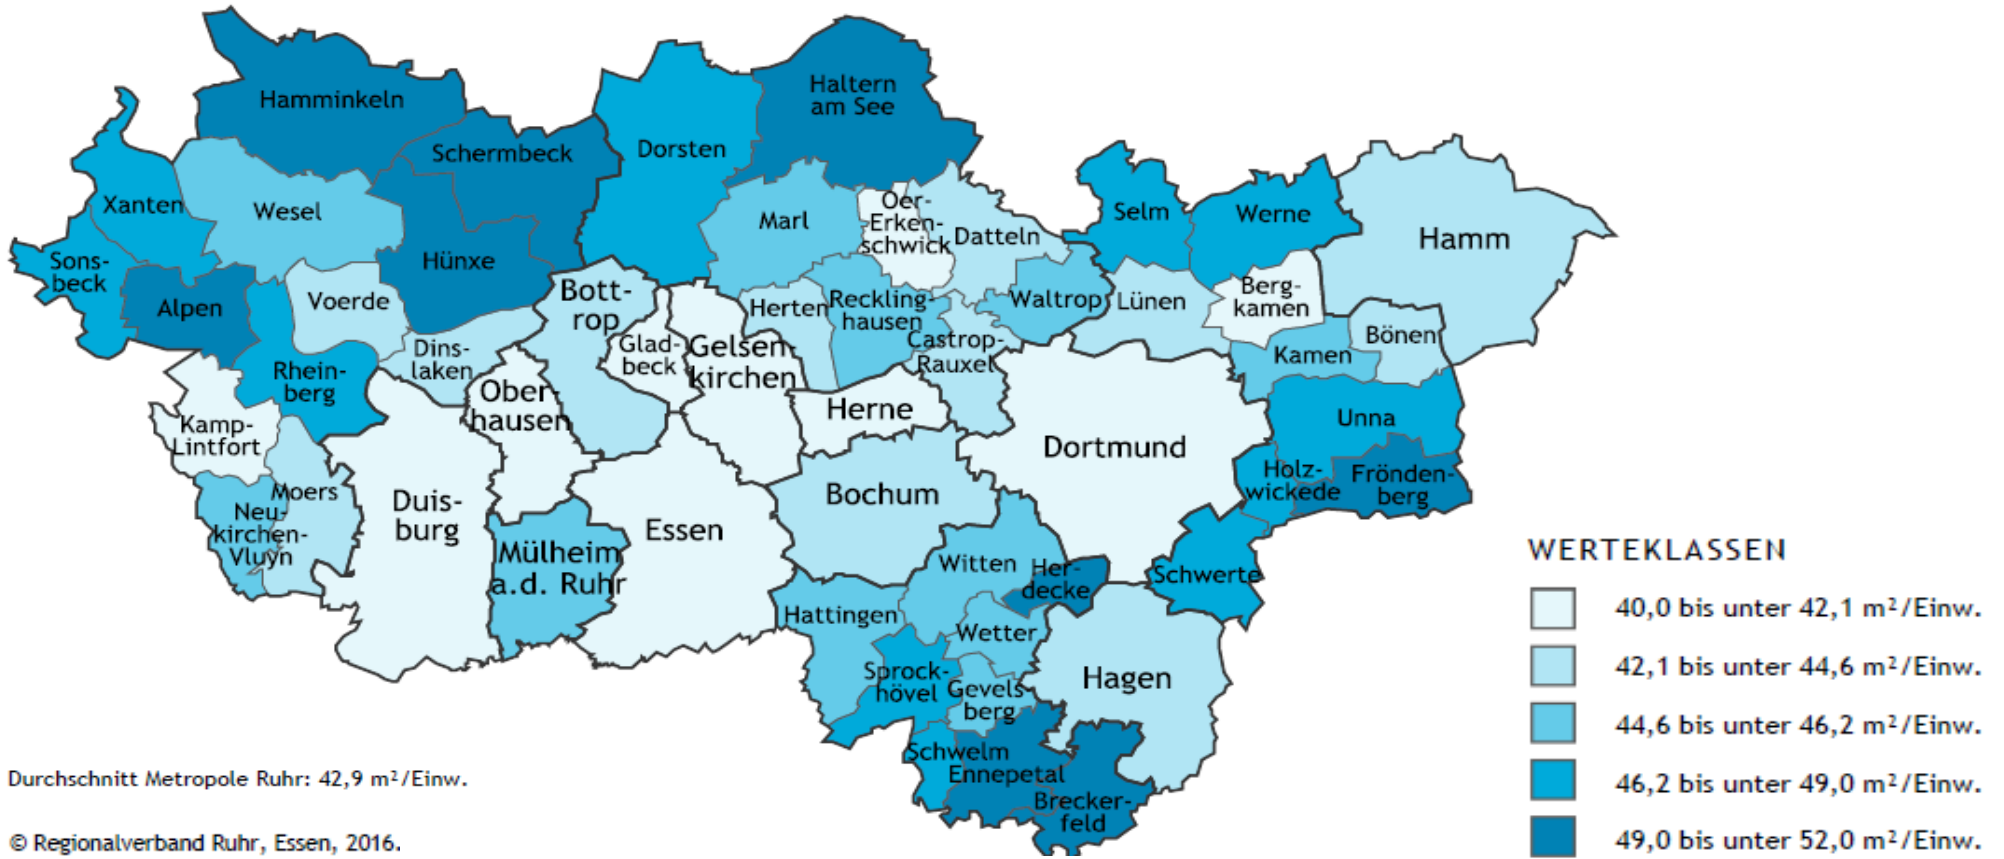 Hamminkeln
Haltern
am See
Schermbeck
Dorsten
Xanten
Wesel
Marl
Oer-
Erken-
schwick
Datteln
Selm
Werne
Hamm
Sons-
beck
Hünxe
Alpen
Voerde
Bott-
rop
Herten
Reckling-
hausen
Waltrop
Lünen
Berg-
kamen
Bönen
Kamen
Dins-
laken
Glad-
beck
Gelsen-
kirchen
Castrop-
Rauxel
Rhein-
berg
Ober-
hausen
Herne
Unna
Kamp-
Lintfort
Dortmund
Holz-
wickede
Frönden-
berg
Moers
Duis-
burg
Bochum
Neu-
kirchen-
Vluyn
Essen
Mülheim
a.d. Ruhr
Witten
Her-
decke
Schwerte
Hattingen
Wetter
Sprock-
hövel
Gevels-
berg
Hagen
Schwelm
Ennepetal
Brecker-
feld
WERTEKLASSEN
40,0 bis unter 42,1 m²/Einw.
42,1 bis unter 44,6 m²/Einw.
44,6 bis unter 46,2 m²/Einw.
46,2 bis unter 49,0 m²/Einw.
49,0 bis unter 52,0 m²/Einw.
Durchschnitt Metropole Ruhr: 42,9 m²/Einw.
© Regionalverband Ruhr, Essen, 2016.